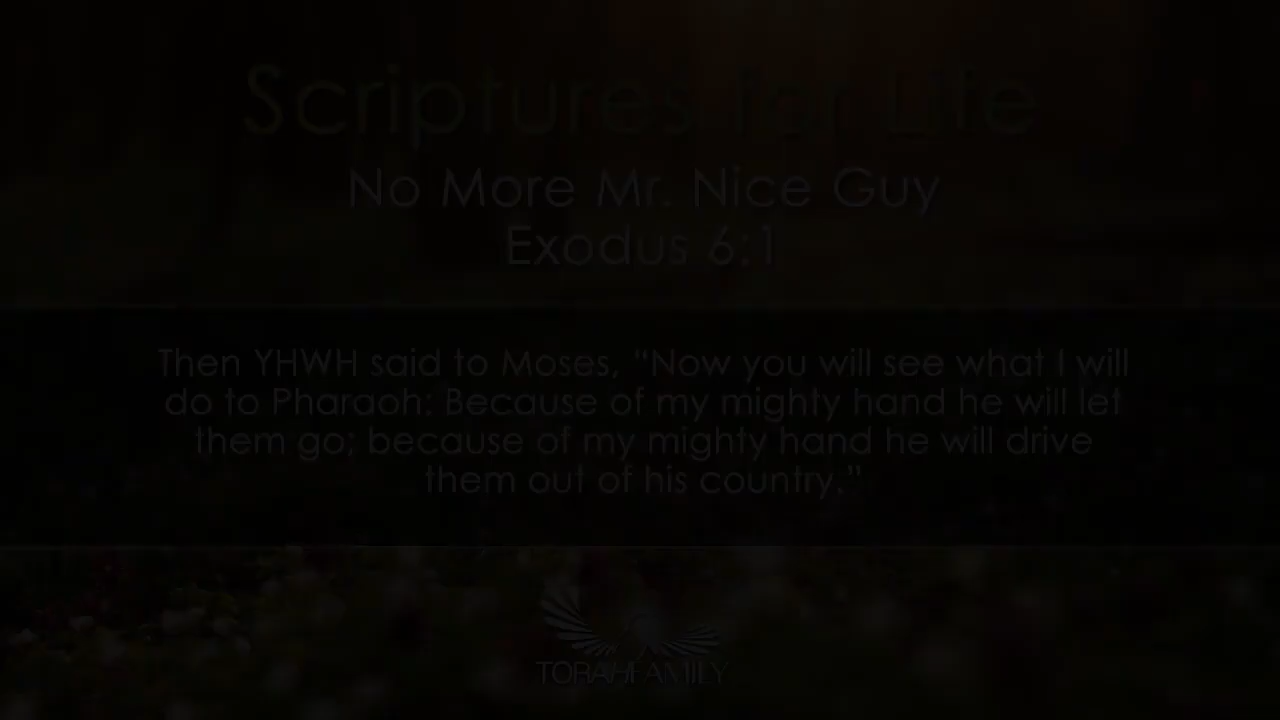 Scriptures for Life
No More Mr. Nice Guy
Exodus 6:1
Then YHWH said to Moses, “Now you will see what I will
do to Pharaoh: Because of my mighty hand he will let
them go; because of my mighty hand he will drive
them out of his country.”
TORAHFAMILY